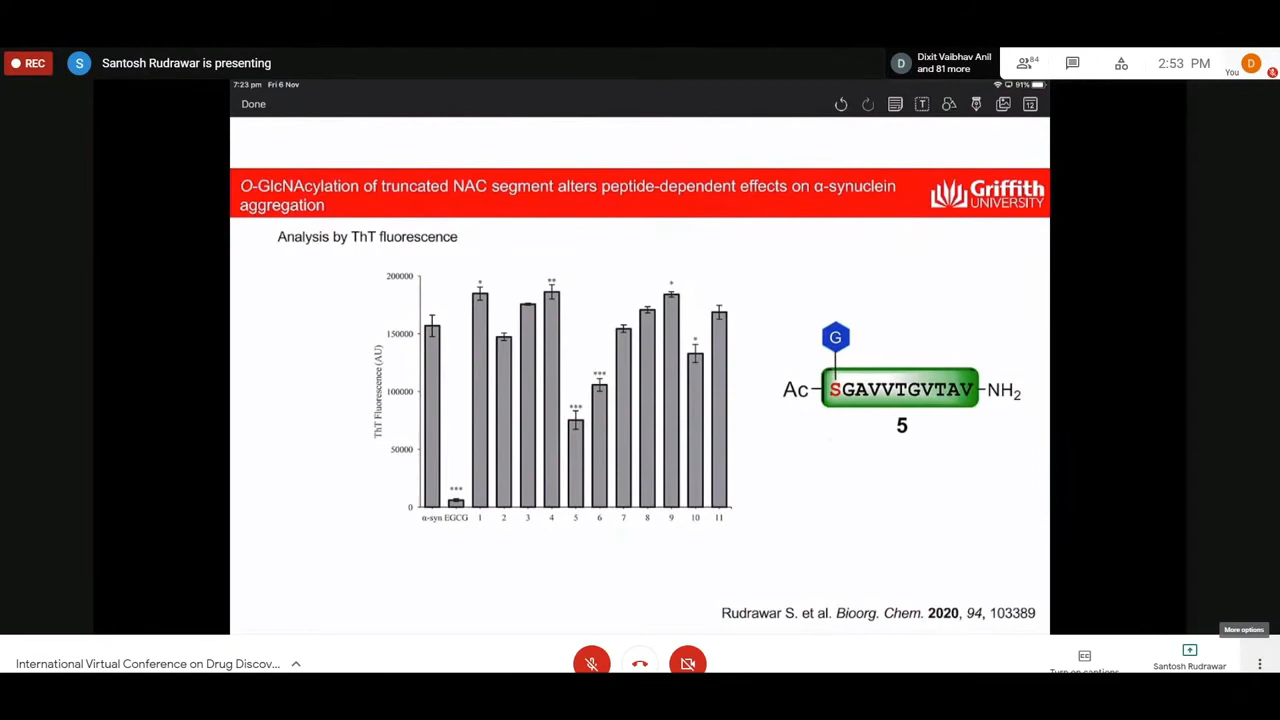 REC
S
Santosh Rudrawar is presenting
D
Dixit Vaibhav Anil
and 81 more
84
2:53 PM
You
D
7:23 pm Fri 6 Nov
91%
Done
T
12
O-GlcNAcylation of truncated NAC segment alters peptide-dependent effects on α-synuclein
aggregation
Griffith
UNIVERSITY
Analysis by ThT fluorescence
ThT Fluorescence (AU)
200000
150000
100000
50000
0
* ** * * *** *** ***
α-syn EGCG 1 2 3 4 5 6 7 8 9 10 11
G
Ac SGAVVTGVTAV NH₂
5
Rudrawar S. et al. Bioorg. Chem. 2020, 94, 103389
More options
International Virtual Conference on Drug Discov...
CC
Turn on captions
Santosh Rudrawar